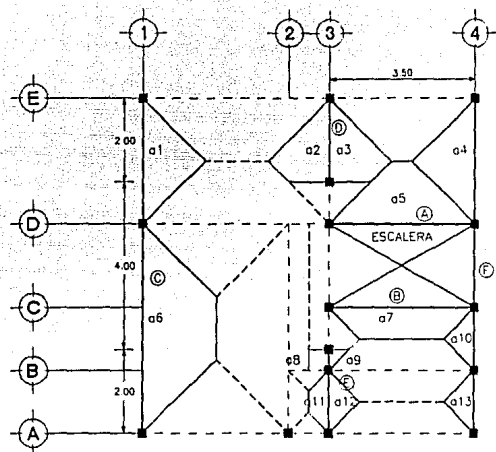 1 2 3 4
3.50
E
D
a1 a2 a3 a4
2.00
a5
A
D
ESCALERA
4.00
C
F
a6
B
C
a7
a8 a9 a10
B
2.00
E
a11 a12 a13
A